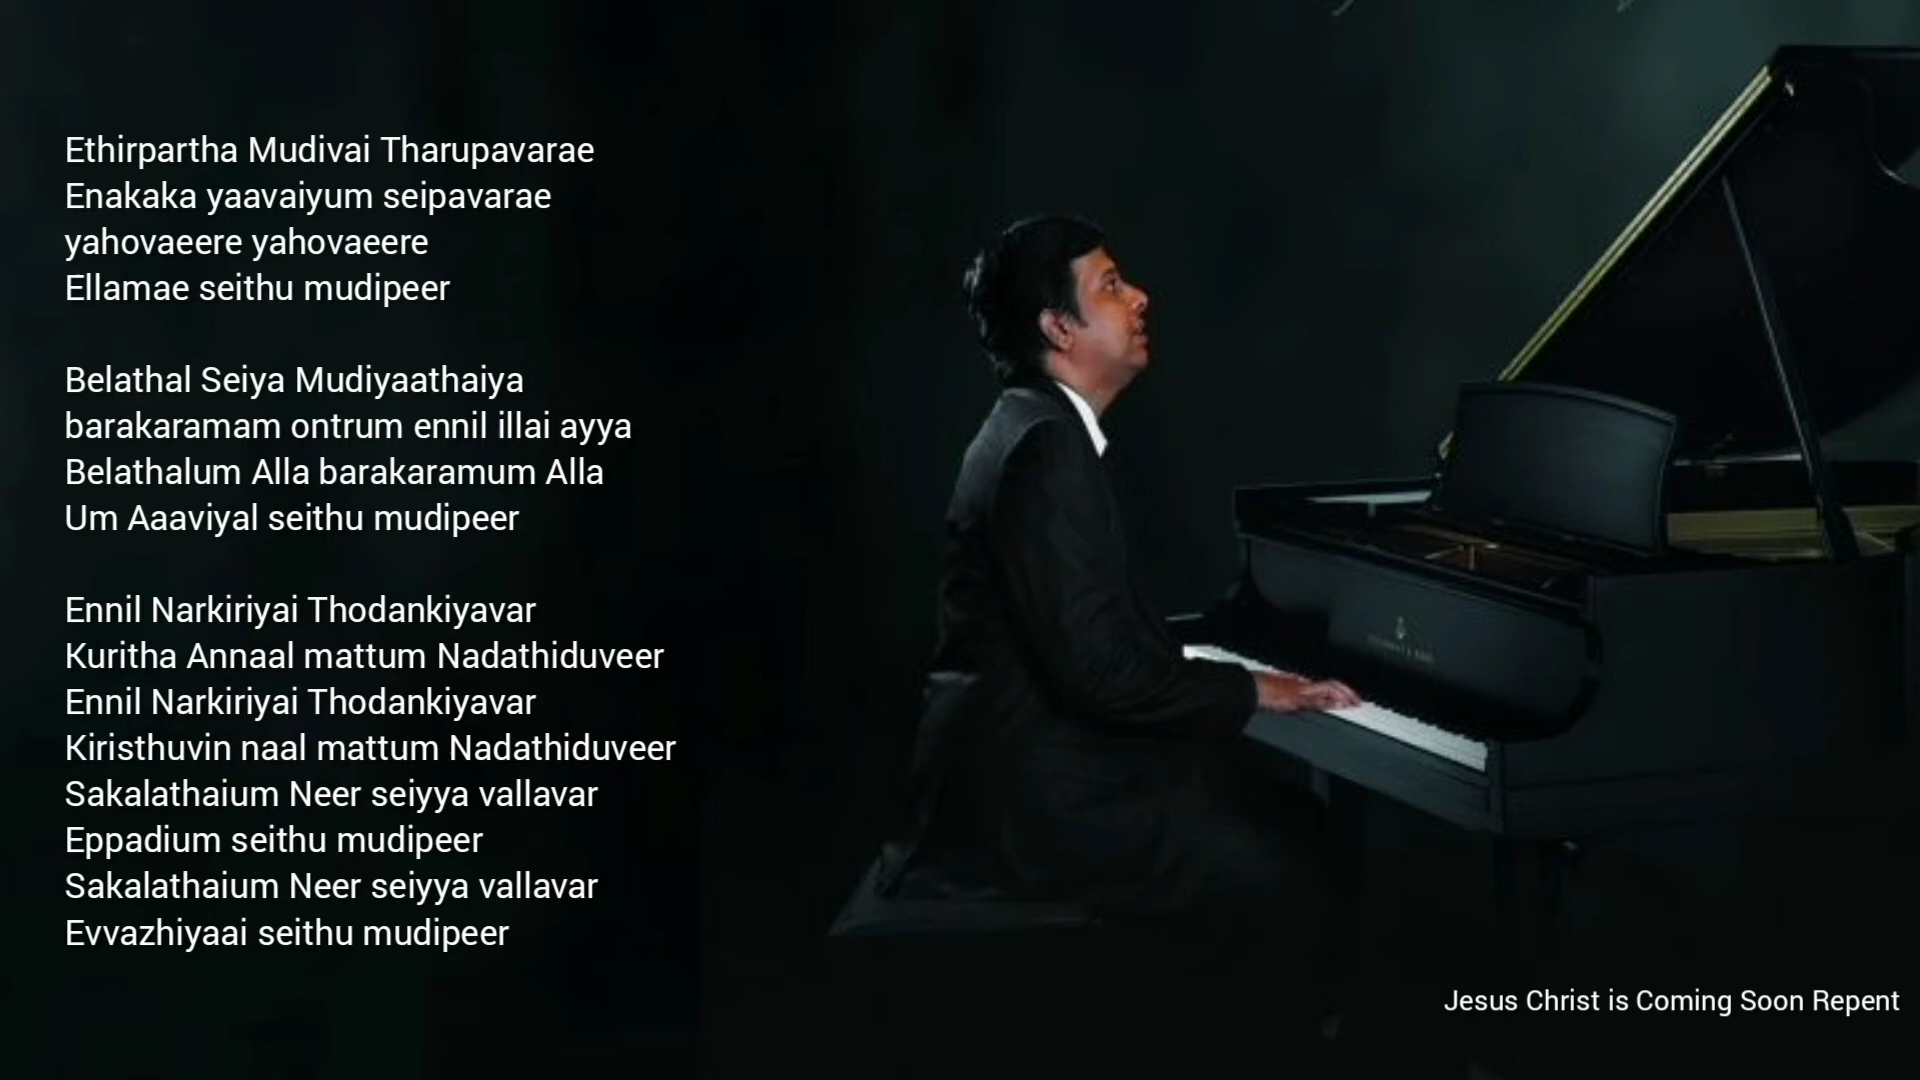 Ethirpartha Mudivai Tharupavarae
Enakaka yaavaiyum seipavarae
yahovaeere yahovaeere
Ellamae seithu mudipeer
Belathal Seiya Mudiyaathaiya
barakaramam ontrum ennil illai ayya
Belathalum Alla barakaramum Alla
Um Aaaviyal seithu mudipeer
Ennil Narkiriyai Thodankiyavar
Kuritha Annaal mattum Nadathiduveer
Ennil Narkiriyai Thodankiyavar
Kiristhuvin naal mattum Nadathiduveer
Sakalathaium Neer seiyya vallavar
Eppadium seithu mudipeer
Sakalathaium Neer seiyya vallavar
Evvazhiyaai seithu mudipeer
Jesus Christ is Coming Soon Repent